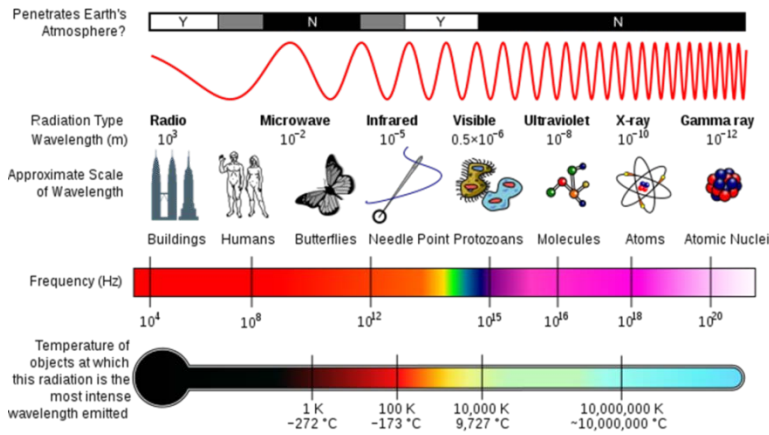 Penetrates Earth's
Atmosphere?
Y N Y N
Radiation Type
Radio Microwave Infrared Visible Ultraviolet X-ray Gamma ray
Wavelength (m)
10³ 10⁻² 10⁻⁵ 0.5×10⁻⁶ 10⁻⁸ 10⁻¹⁰ 10⁻¹²
Approximate Scale
of Wavelength
Buildings Humans Butterflies Needle Point Protozoans Molecules Atoms Atomic Nuclei
Frequency (Hz)
10⁴ 10⁸ 10¹² 10¹⁵ 10¹⁶ 10¹⁸ 10²⁰
Temperature of
objects at which
this radiation is the
most intense
wavelength emitted
1 K 100 K 10,000 K 10,000,000 K
−272 °C −173 °C 9,727 °C ~10,000,000 °C